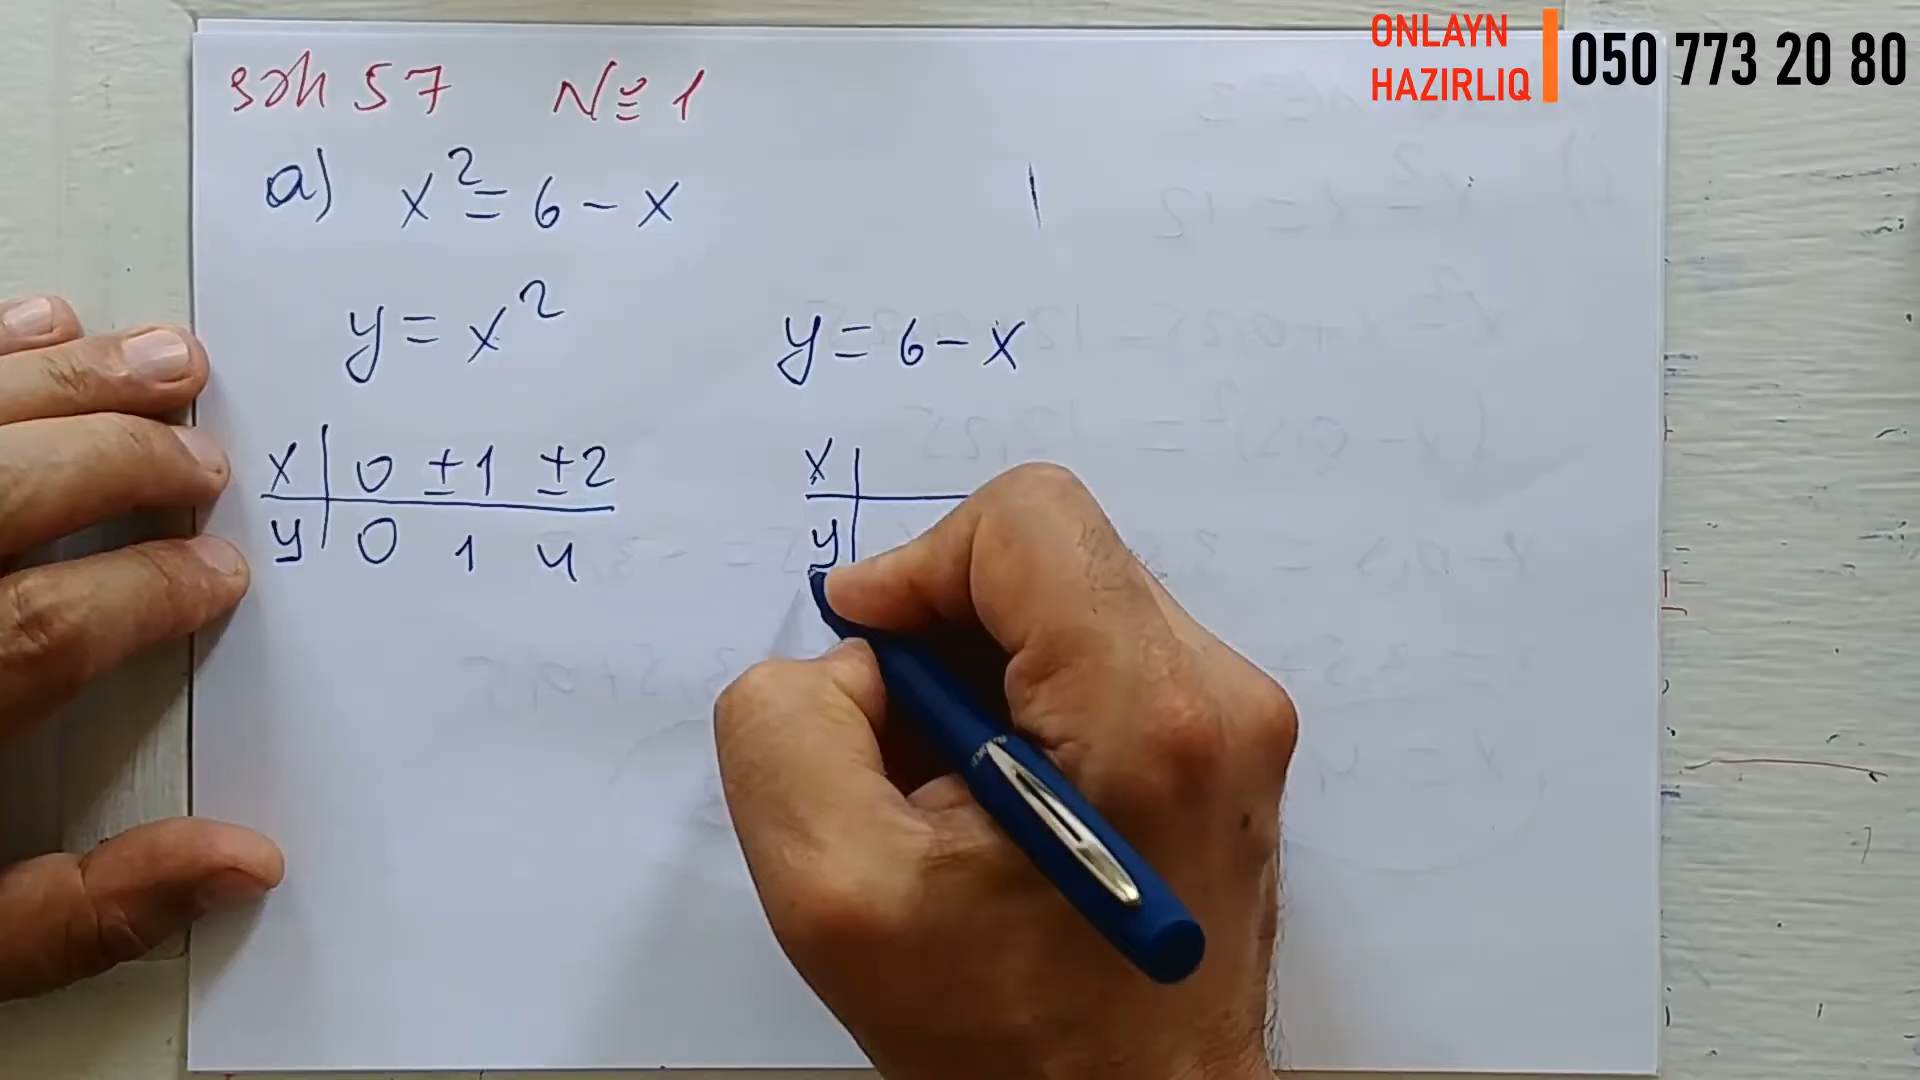 ONLAYN
HAZIRLIQ
050 773 20 80
səh 57 № 1
a) x² = 6 - x
y = x²
y = 6 - x
x 0 ±1 ±2
y 0 1 4
x
y